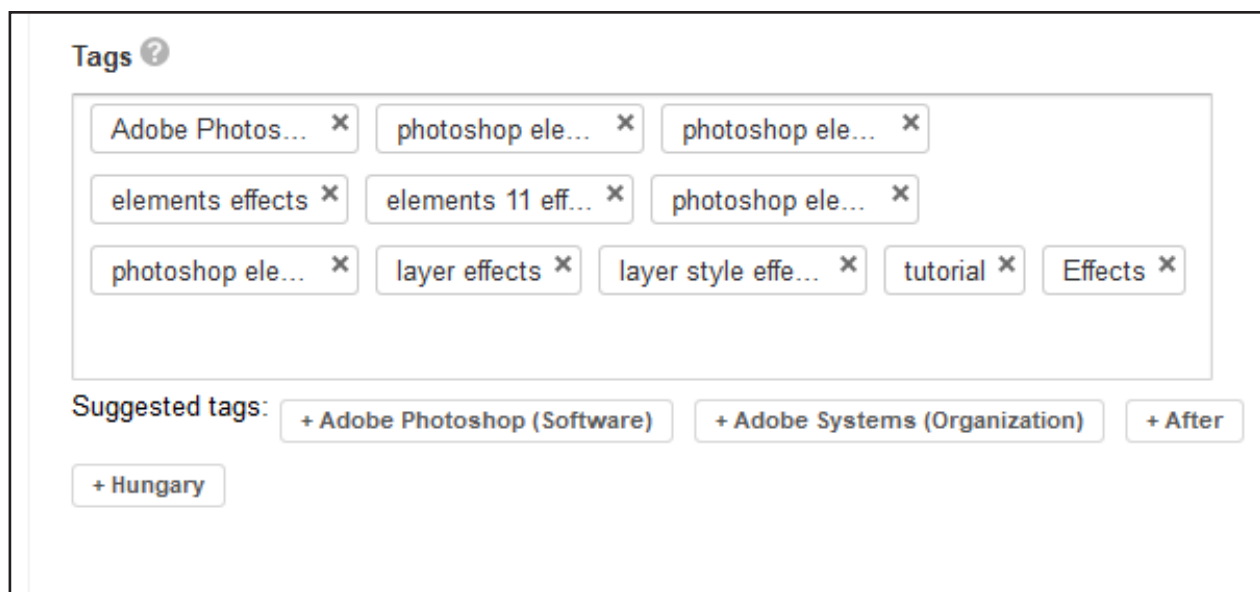 Tags ?
Adobe Photos... × photoshop ele... × photoshop ele... ×
elements effects × elements 11 eff... × photoshop ele... ×
photoshop ele... × layer effects × layer style effe... × tutorial × Effects ×
Suggested tags: + Adobe Photoshop (Software) + Adobe Systems (Organization) + After
+ Hungary